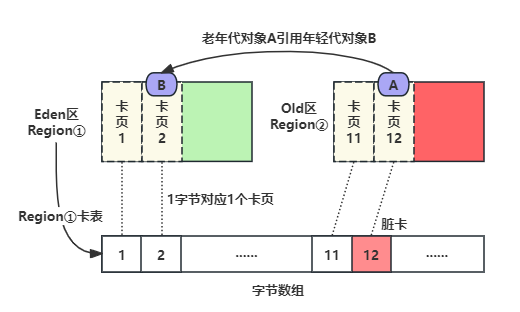 老年代对象A引用年轻代对象B
B
A
Eden区
Region①
卡
页
1
卡
页
2
Old区
Region②
卡
页
11
卡
页
12
1字节对应1个卡页
Region①卡表
脏卡
1
2
......
11
12
......
字节数组